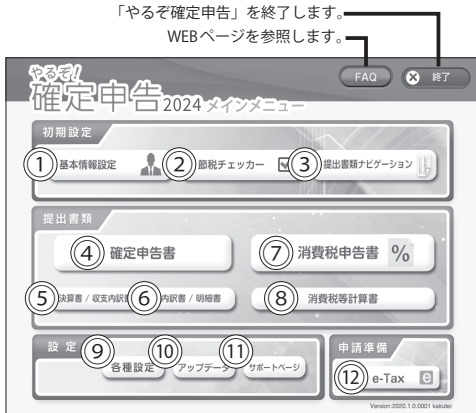 「やるぞ確定申告」を終了します。
WEBページを参照します。
FAQ
終了
やるぞ!
確定申告2024メインメニュー
初期設定
① 基本情報設定
② 節税チェッカー
③ 提出書類ナビゲーション
提出書類
④ 確定申告書
⑦ 消費税申告書 %
⑤ 決算書 / 収支内訳書
⑥ 内訳書 / 明細書
⑧ 消費税等計算書
設定
⑨ 各種設定
⑩ アップデータ
⑪ サポートページ
申請準備
⑫ e-Tax e
Version:2020.1.0.0001 kakutei